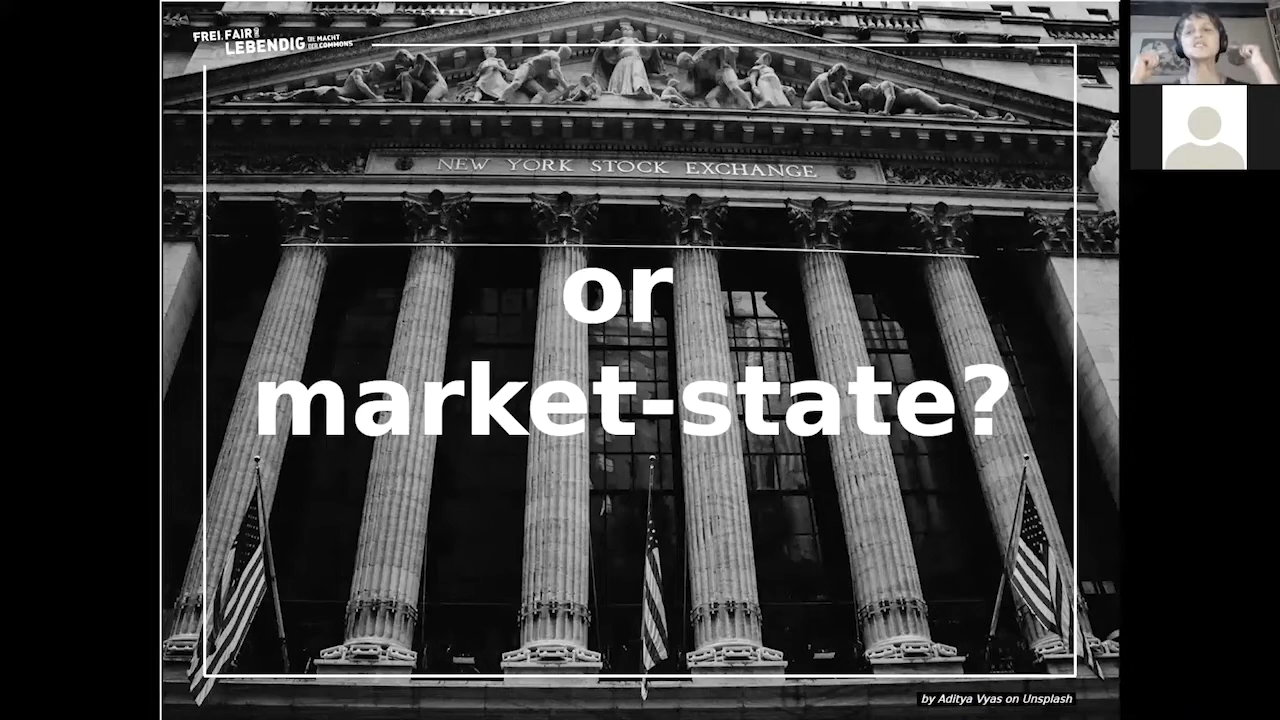 FREI, FAIR UND
LEBENDIG DIE MACHT
DER COMMONS
NEW YORK STOCK EXCHANGE
or
market-state?
by Aditya Vyas on Unsplash